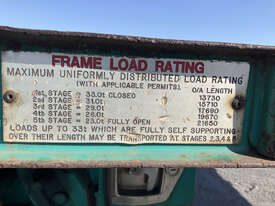 FRAME LOAD RATING
MAXIMUM UNIFORMLY DISTRIBUTED LOAD RATING
(WITH APPLICABLE PERMITS) O/A LENGTH
1st STAGE = 33.0t CLOSED 13730
2nd STAGE = 31.0t 15710
3rd STAGE = 29.0t 17690
4th STAGE = 26.0t 19670
5th STAGE = 23.0t FULLY OPEN 21650
LOADS UP TO 33t WHICH ARE FULLY SELF SUPPORTING
OVER THEIR LENGTH MAY BE TRANSPORTED AT STAGES 2,3,4 &